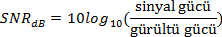 SNR_dB = 10log_10(sinyal gücü / gürültü gücü)